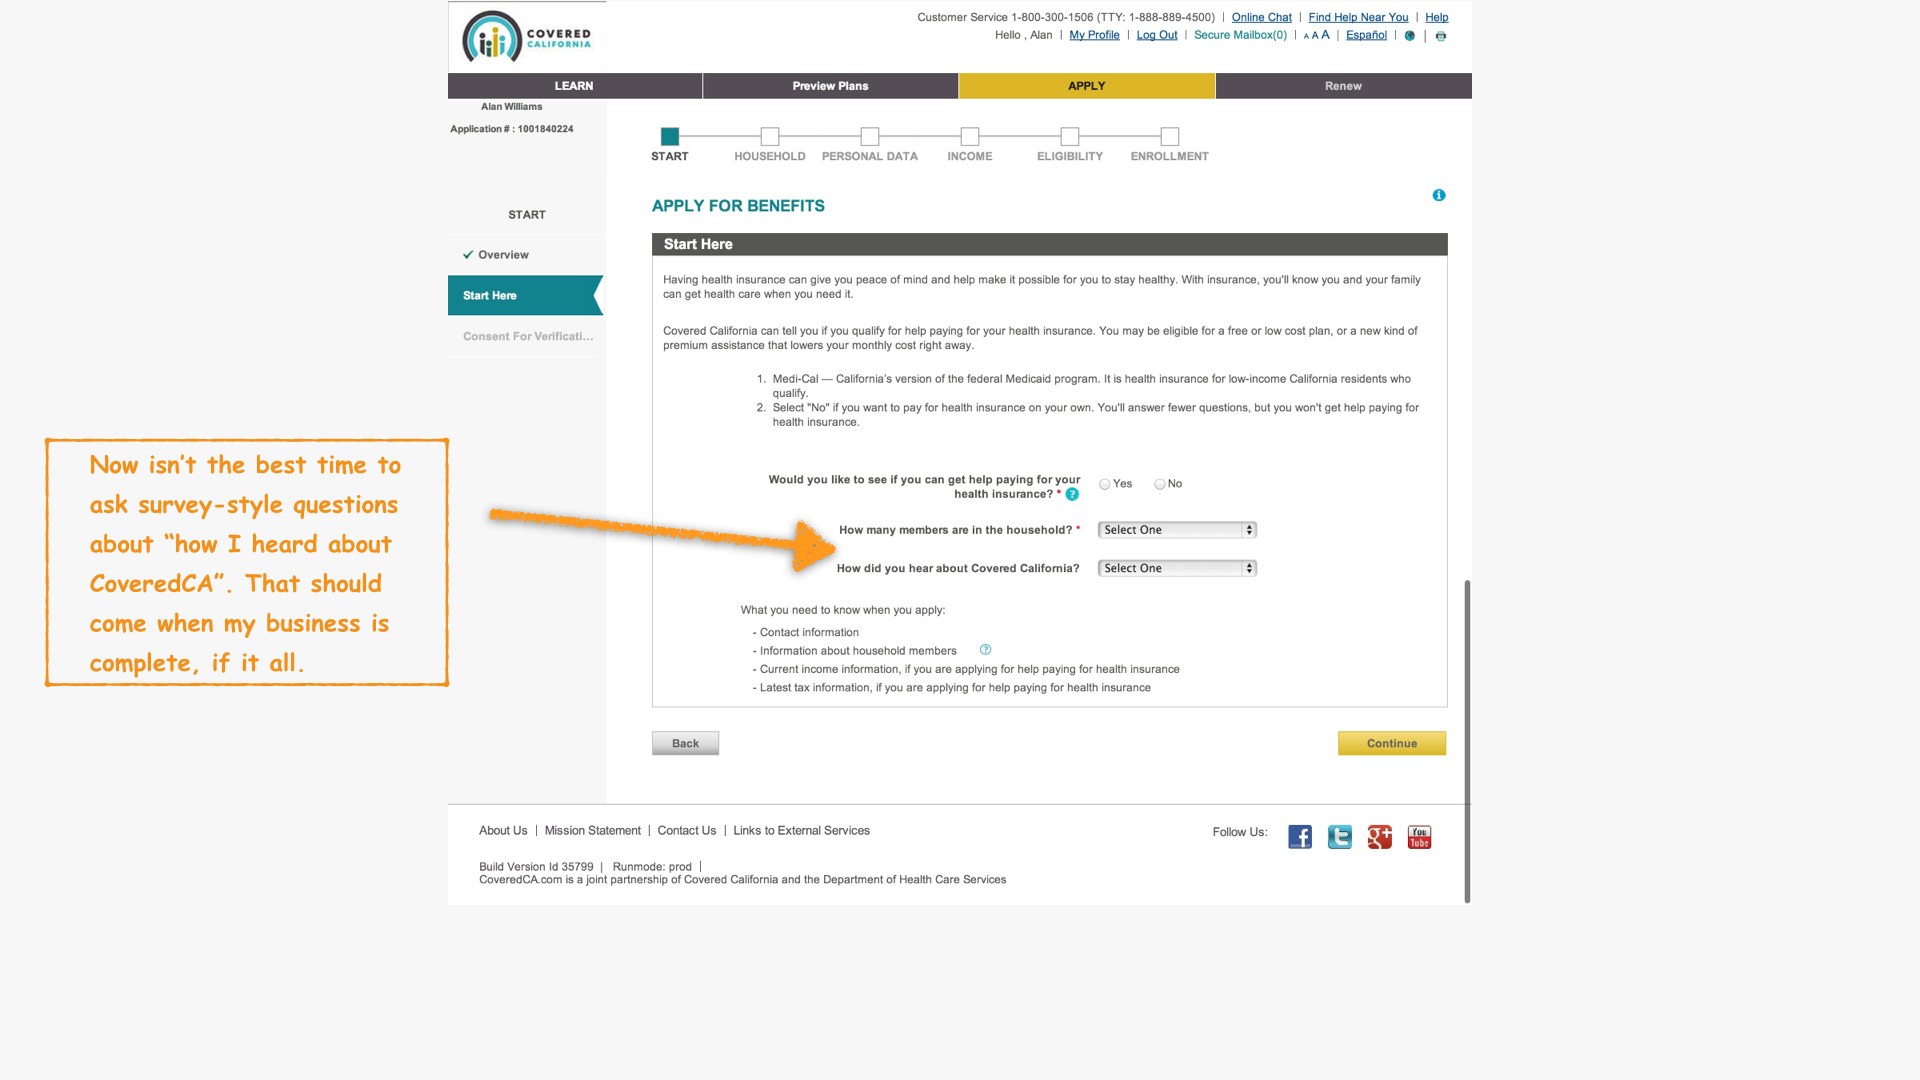 COVERED
CALIFORNIA
Customer Service 1-800-300-1506 (TTY: 1-888-889-4500) | Online Chat | Find Help Near You | Help
Hello , Alan | My Profile | Log Out | Secure Mailbox(0) | A A A | Español |
LEARN
Preview Plans
APPLY
Renew
Alan Williams
Application # : 1001840224
START
HOUSEHOLD
PERSONAL DATA
INCOME
ELIGIBILITY
ENROLLMENT
START
Overview
Start Here
Consent For Verificati...
APPLY FOR BENEFITS
Start Here
Having health insurance can give you peace of mind and help make it possible for you to stay healthy. With insurance, you'll know you and your family
can get health care when you need it.
Covered California can tell you if you qualify for help paying for your health insurance. You may be eligible for a free or low cost plan, or a new kind of
premium assistance that lowers your monthly cost right away.
1. Medi-Cal — California's version of the federal Medicaid program. It is health insurance for low-income California residents who
qualify.
2. Select "No" if you want to pay for health insurance on your own. You'll answer fewer questions, but you won't get help paying for
health insurance.
Would you like to see if you can get help paying for your
health insurance? * ?
Yes
No
How many members are in the household? *
Select One
How did you hear about Covered California?
Select One
What you need to know when you apply:
- Contact information
- Information about household members ?
- Current income information, if you are applying for help paying for health insurance
- Latest tax information, if you are applying for help paying for health insurance
Back
Continue
Now isn't the best time to
ask survey-style questions
about “how I heard about
CoveredCA”. That should
come when my business is
complete, if it all.
About Us | Mission Statement | Contact Us | Links to External Services
Follow Us:
You
Tube
Build Version Id 35799 | Runmode: prod |
CoveredCA.com is a joint partnership of Covered California and the Department of Health Care Services